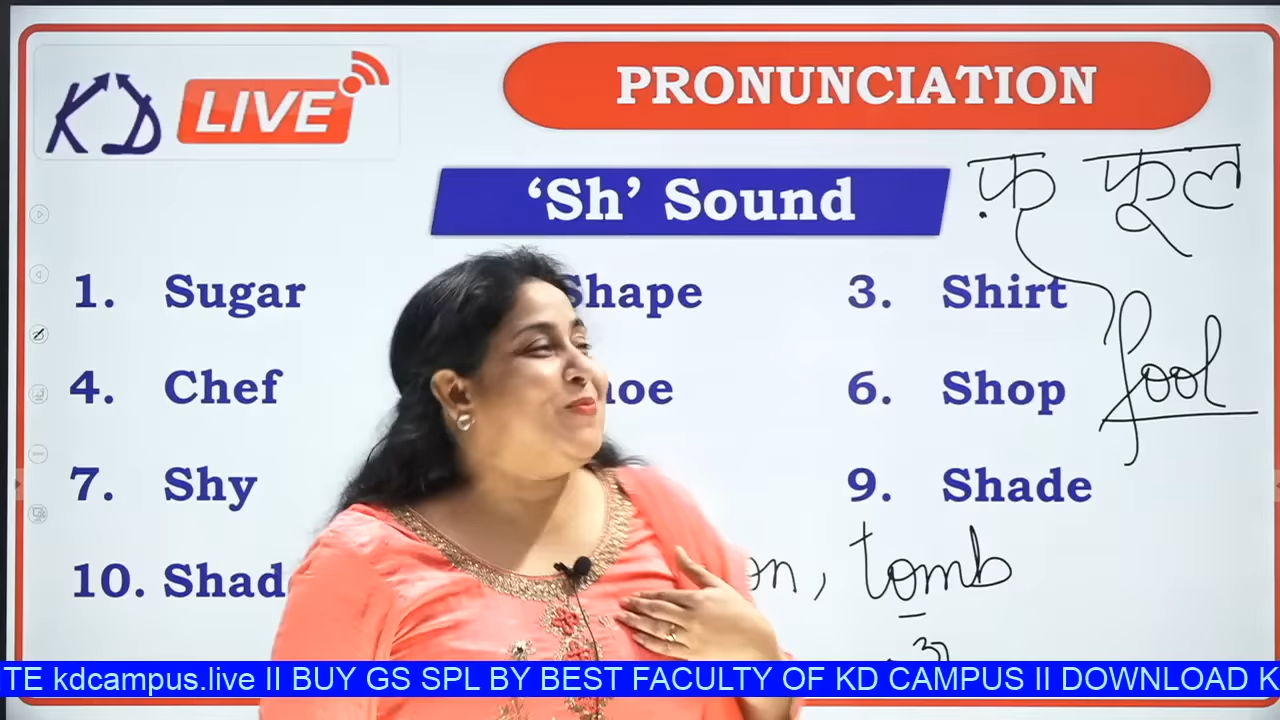 KD LIVE
PRONUNCIATION
‘Sh’ Sound
फ़ फूल
1. Sugar
Shape
3. Shirt
fool
4. Chef
6. Shop
7. Shy
9. Shade
10.
tomb
TE kdcampus.live II BUY GS SPL BY BEST FACULTY OF KD CAMPUS II DOWNLOAD K